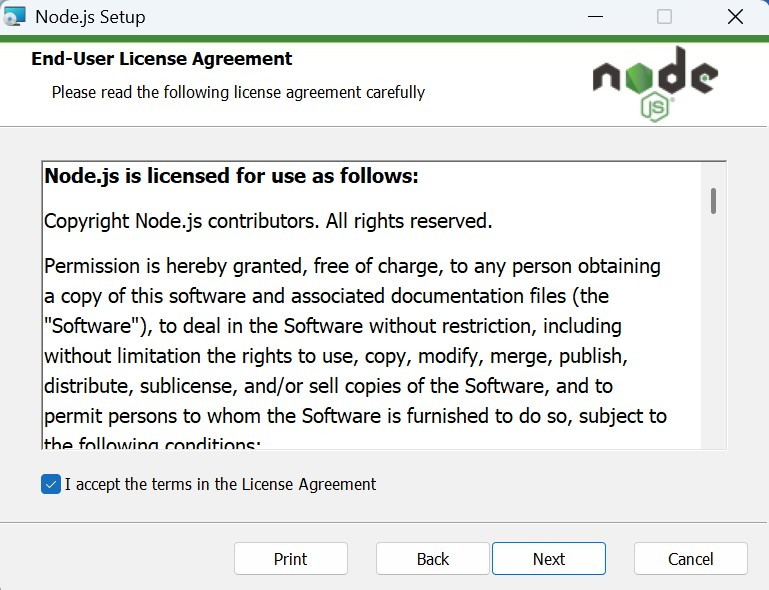 Node.js Setup
End-User License Agreement
Please read the following license agreement carefully
node
JS
Node.js is licensed for use as follows:
Copyright Node.js contributors. All rights reserved.
Permission is hereby granted, free of charge, to any person obtaining
a copy of this software and associated documentation files (the
"Software"), to deal in the Software without restriction, including
without limitation the rights to use, copy, modify, merge, publish,
distribute, sublicense, and/or sell copies of the Software, and to
permit persons to whom the Software is furnished to do so, subject to
the following conditions:
I accept the terms in the License Agreement
Print
Back
Next
Cancel